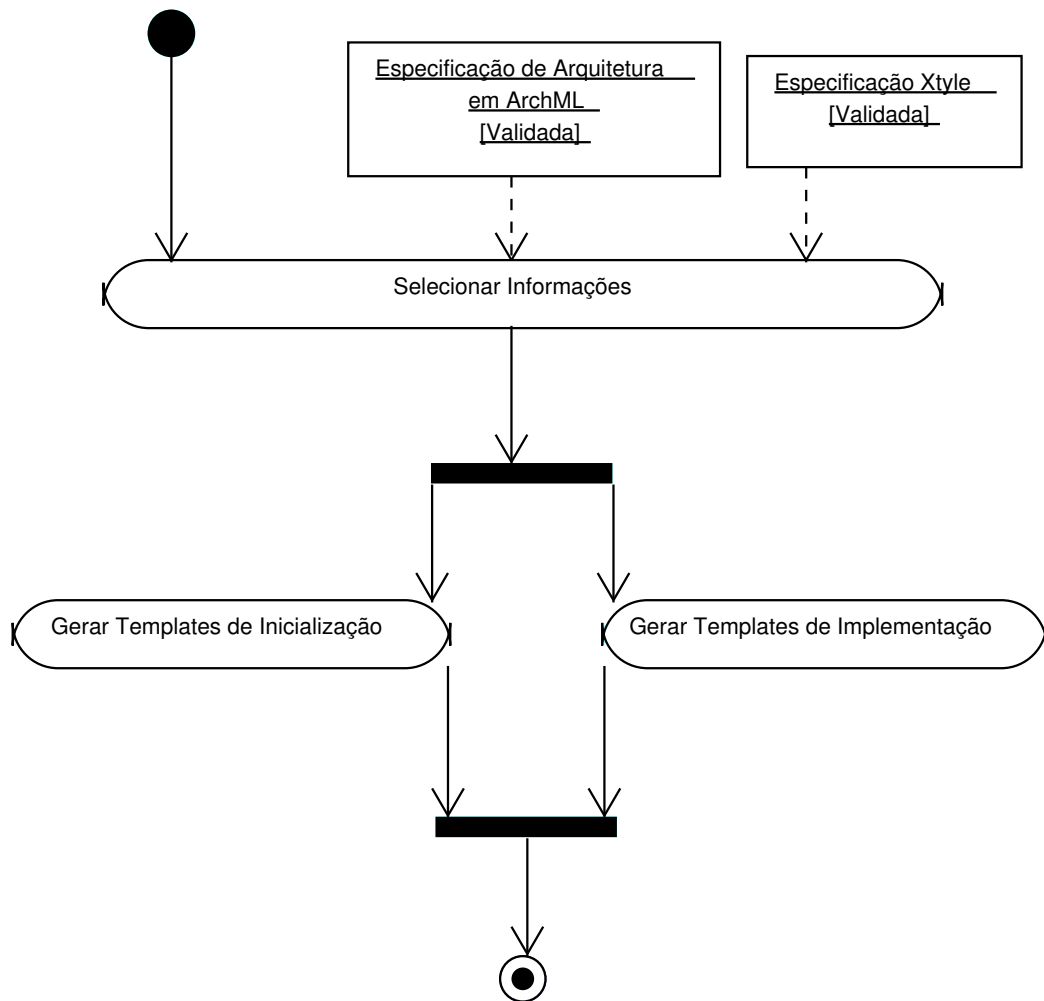 Especificação de Arquitetura
em ArchML
[Validada]
Especificação Xtyle
[Validada]
Selecionar Informações
Gerar Templates de Inicialização
Gerar Templates de Implementação